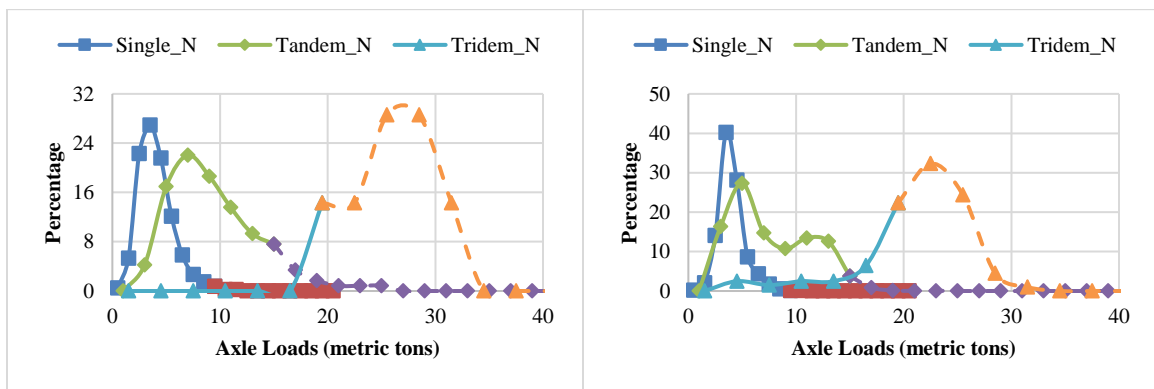 Single_N Tandem_N Tridem_N
32
24
16
8
0
Percentage
0 10 20 30 40
Axle Loads (metric tons)
Single_N Tandem_N Tridem_N
50
40
30
20
10
0
Percentage
0 10 20 30 40
Axle Loads (metric tons)